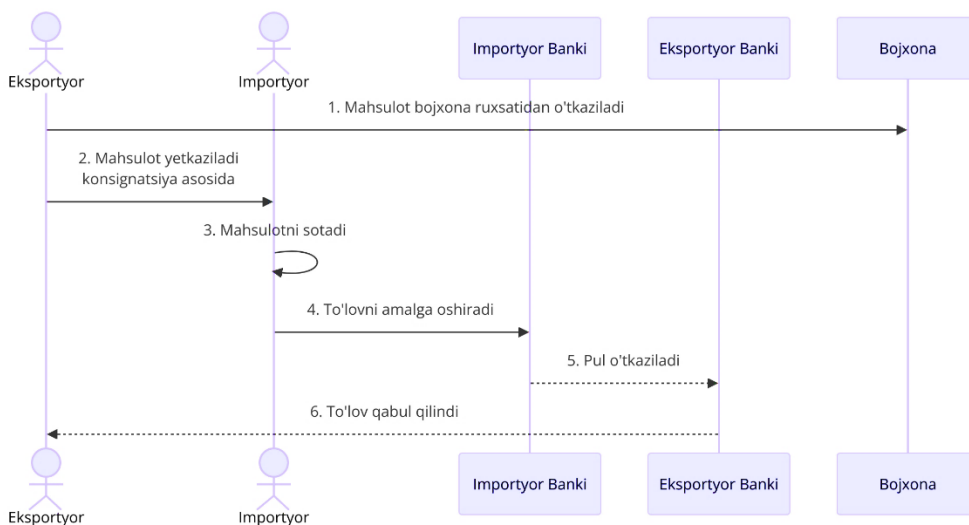 Eksportyor
Importyor
Importyor Banki
Eksportyor Banki
Bojxona
1. Mahsulot bojxona ruxsatidan o'tkaziladi
2. Mahsulot yetkaziladi
konsignatsiya asosida
3. Mahsulotni sotadi
4. To'lovni amalga oshiradi
5. Pul o'tkaziladi
6. To'lov qabul qilindi
Eksportyor
Importyor
Importyor Banki
Eksportyor Banki
Bojxona